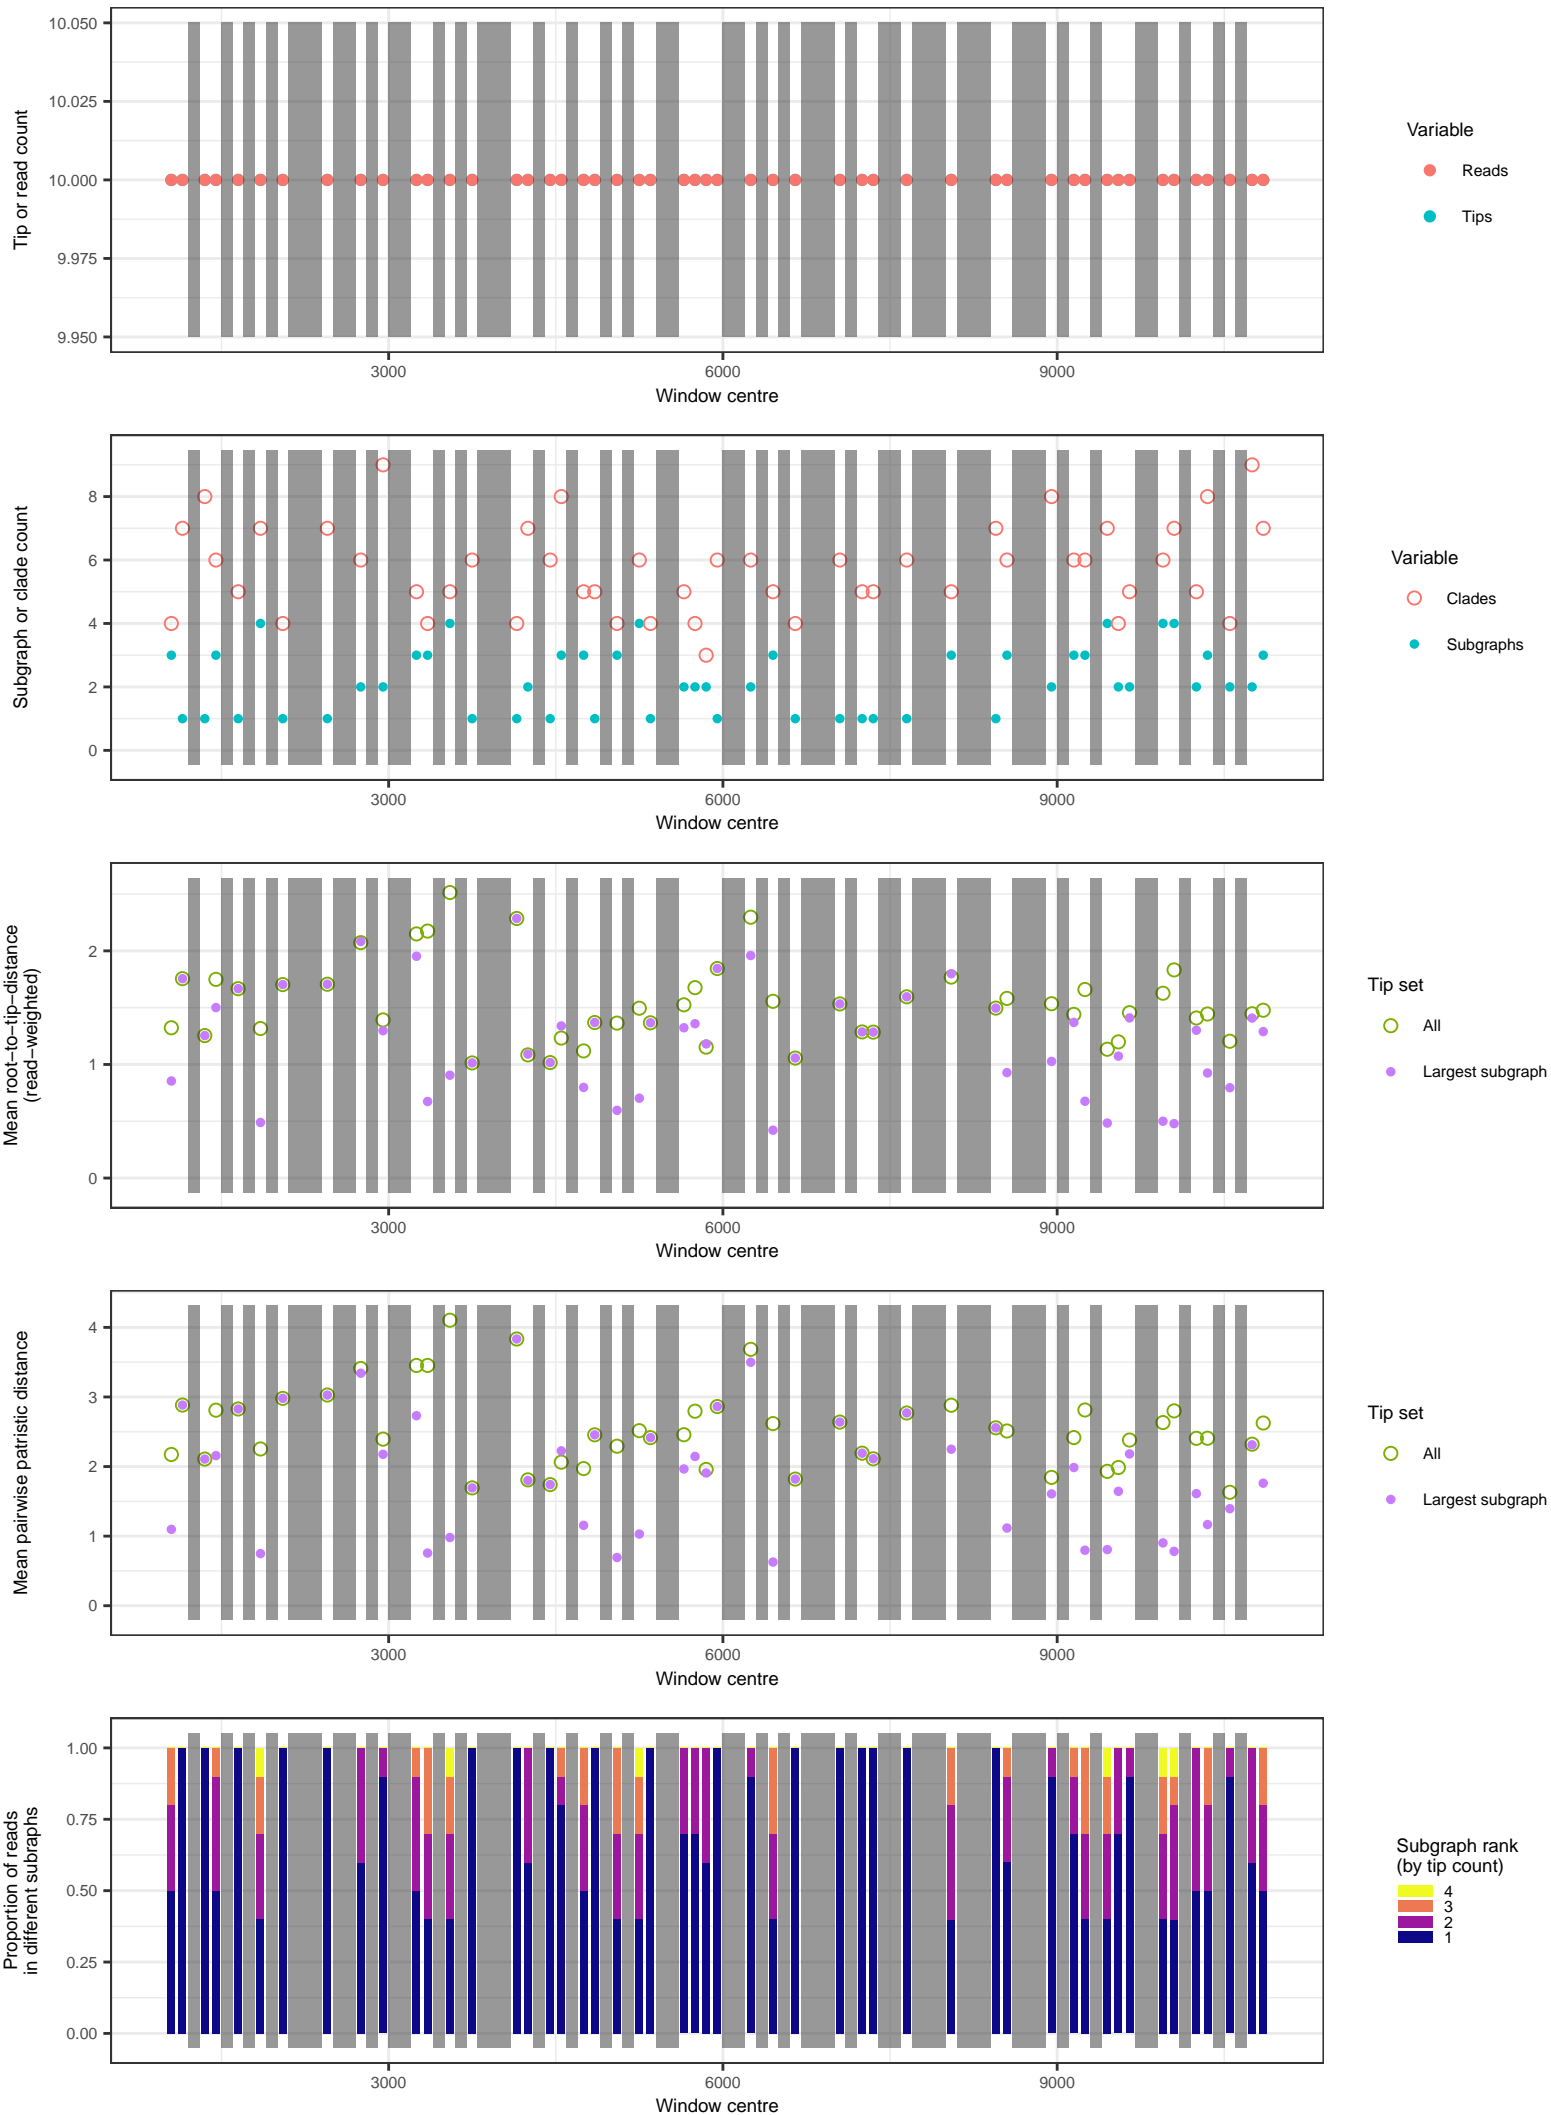 10.050
10.025
10.000
9.975
9.950
Tip or read count
3000
6000
9000
Window centre
Variable
Reads
Tips
8
6
4
2
0
Subgraph or clade count
3000
6000
9000
Window centre
Variable
Clades
Subgraphs
2
1
0
Mean root−to−tip−distance
(read−weighted)
3000
6000
9000
Window centre
Tip set
All
Largest subgraph
4
3
2
1
0
Mean pairwise patristic distance
3000
6000
9000
Window centre
Tip set
All
Largest subgraph
1.00
0.75
0.50
0.25
0.00
Proportion of reads
in different subraphs
3000
6000
9000
Window centre
Subgraph rank
(by tip count)
4
3
2
1